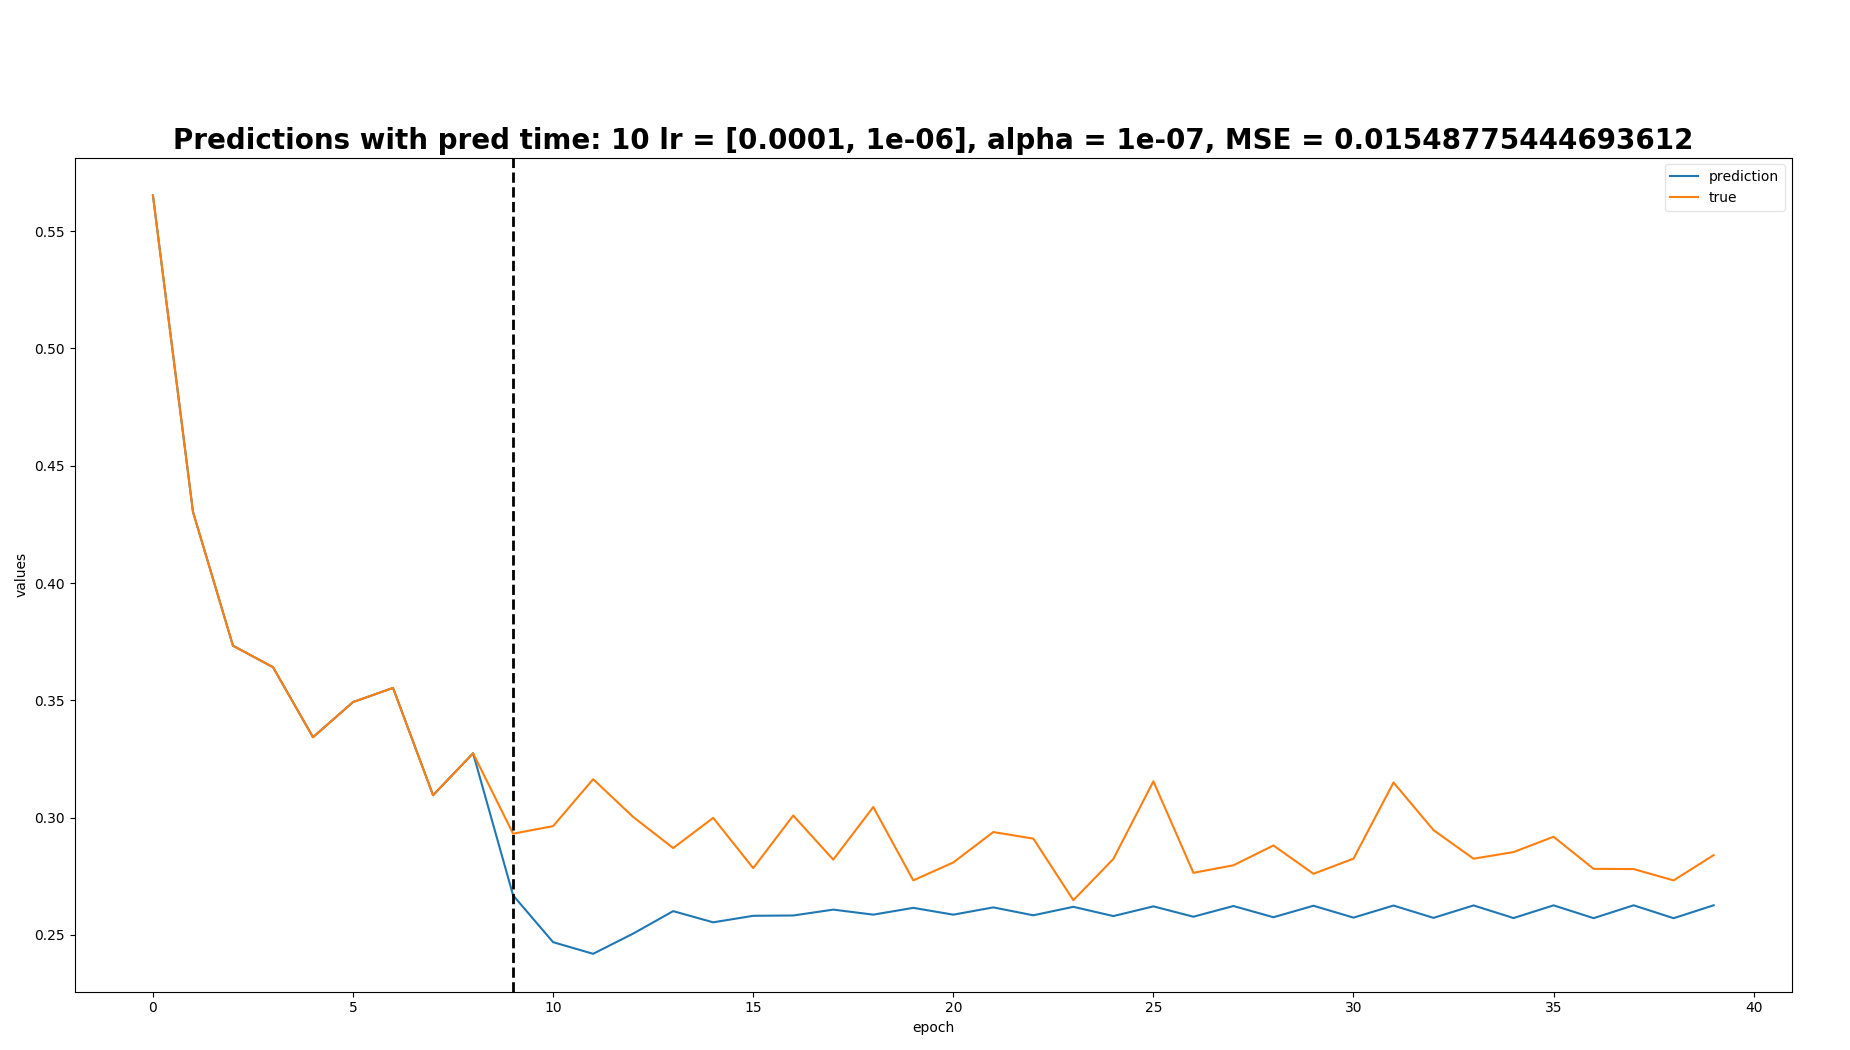 Predictions with pred time: 10 lr = [0.0001, 1e-06], alpha = 1e-07, MSE = 0.01548775444693612
prediction
true
0.55
0.50
0.45
0.40
0.35
0.30
0.25
values
0 5 10 15 20 25 30 35 40
epoch